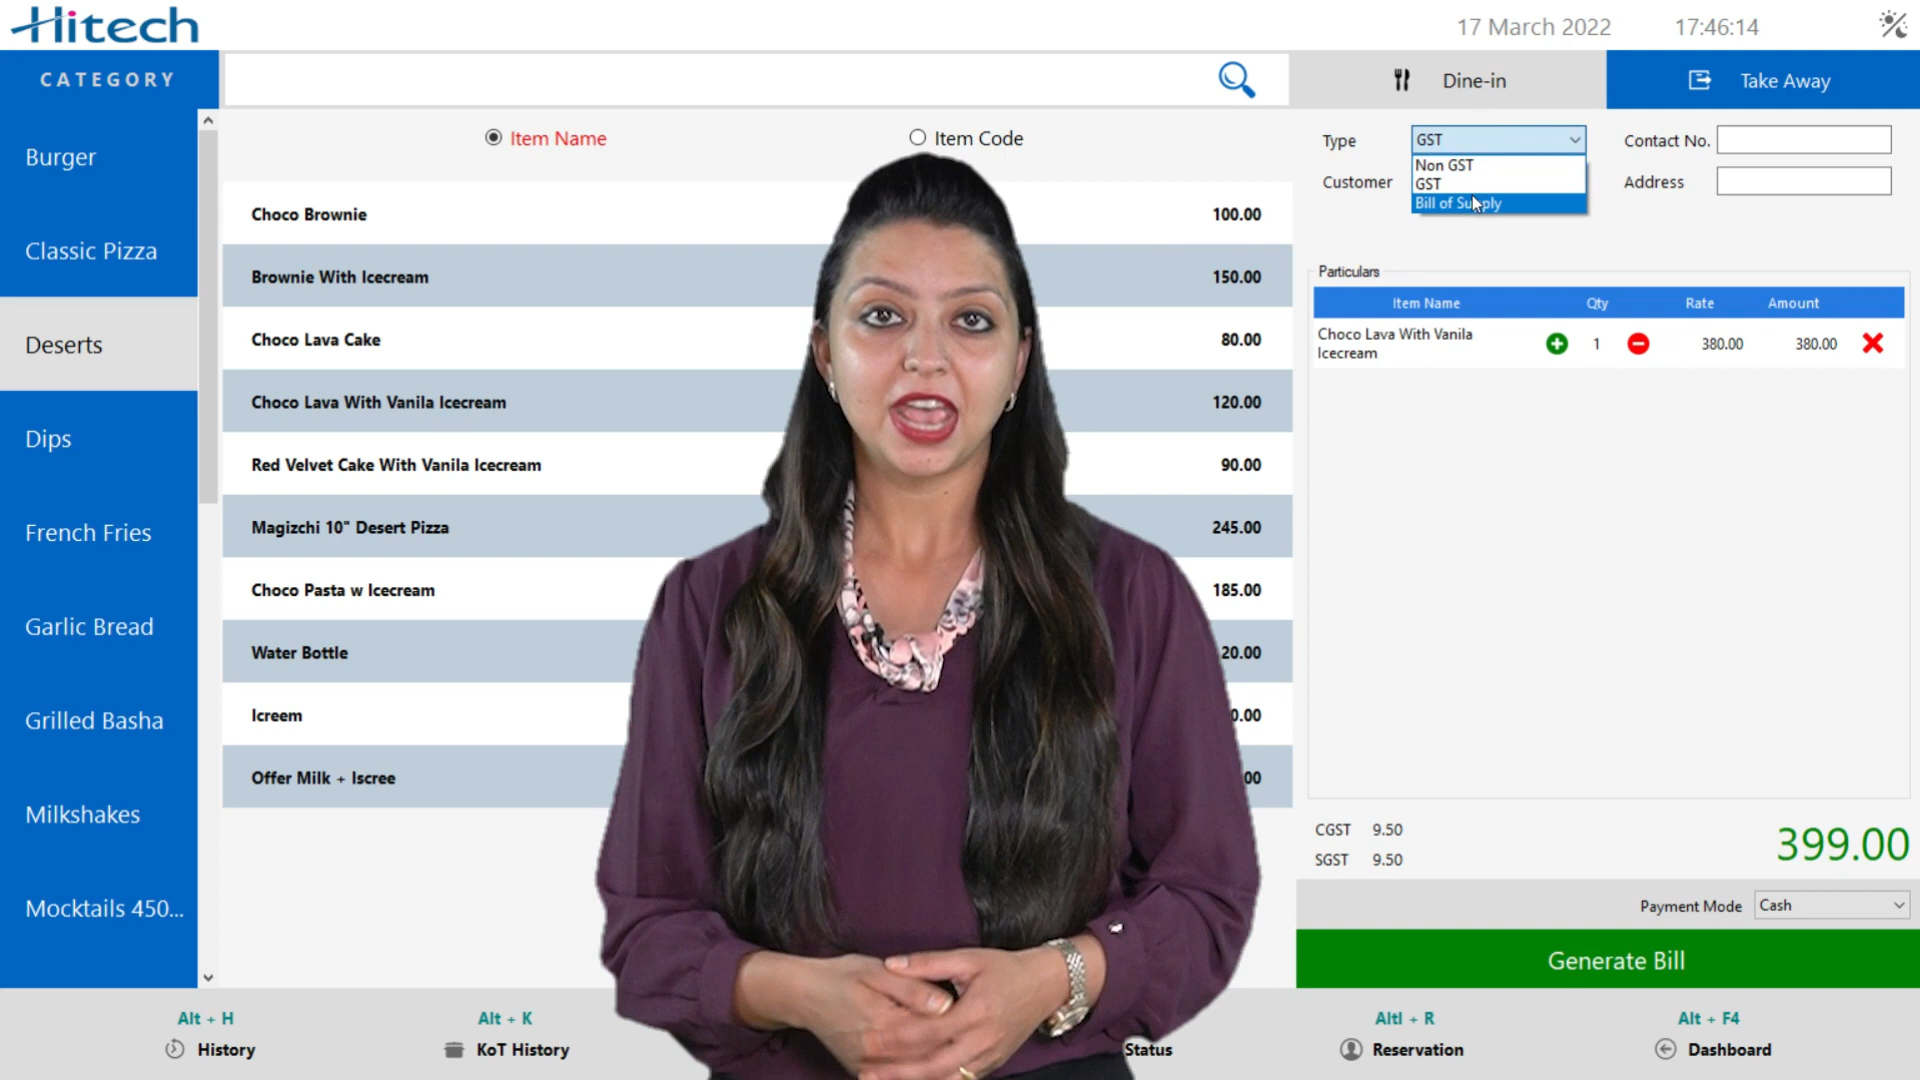 Hitech
17 March 2022 17:46:14
CATEGORY
Dine-in
Take Away
Item Name
Item Code
Burger
Classic Pizza
Deserts
Dips
French Fries
Garlic Bread
Grilled Basha
Milkshakes
Mocktails 450...
Choco Brownie 100.00
Brownie With Icecream 150.00
Choco Lava Cake 80.00
Choco Lava With Vanila Icecream 120.00
Red Velvet Cake With Vanila Icecream 90.00
Magizchi 10" Desert Pizza 245.00
Choco Pasta w Icecream 185.00
Water Bottle 20.00
Icreem
Offer Milk + Iscree
Type GST
Non GST
GST
Bill of Supply
Contact No.
Customer
Address
Particulars
Item Name Qty Rate Amount
Choco Lava With Vanila
Icecream
1 380.00 380.00
CGST 9.50
SGST 9.50
399.00
Payment Mode Cash
Generate Bill
Alt + H
History
Alt + K
KoT History
Status
Altl + R
Reservation
Alt + F4
Dashboard